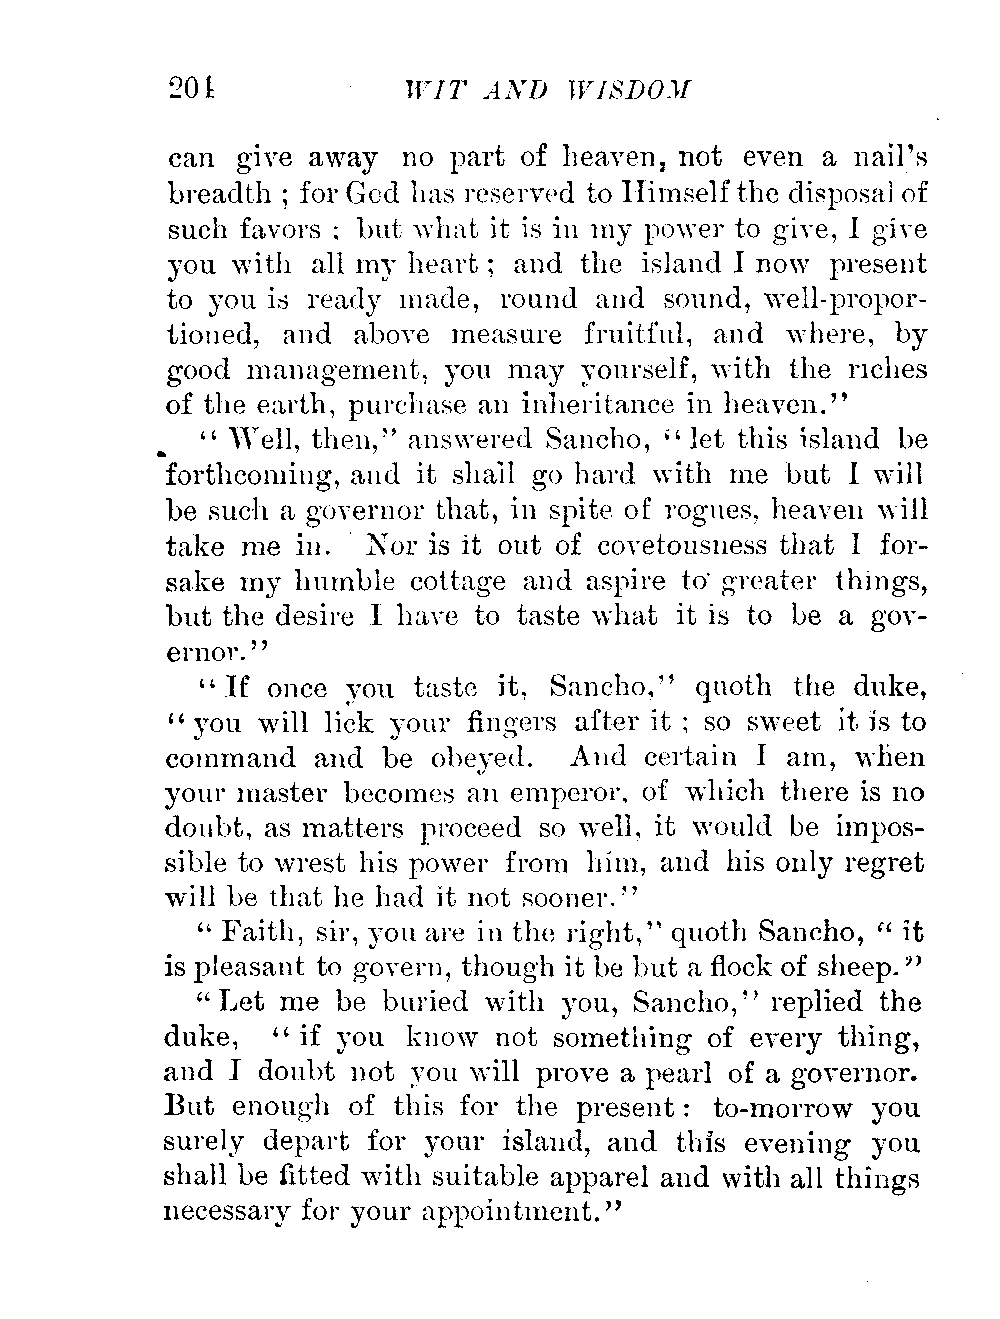 204 WIT AND WISDOM
can give away no part of heaven, not even a nail's
breadth ; for God has reserved to Himself the disposal of
such favors ; but what it is in my power to give, I give
you with all my heart ; and the island I now present
to you is ready made, round and sound, well-propor-
tioned, and above measure fruitful, and where, by
good management, you may yourself, with the riches
of the earth, purchase an inheritance in heaven."
" Well, then," answered Sancho, " let this island be
forthcoming, and it shall go hard with me but I will
be such a governor that, in spite of rogues, heaven will
take me in. Nor is it out of covetousness that I for-
sake my humble cottage and aspire to greater things,
but the desire I have to taste what it is to be a gov-
ernor."
" If once you taste it, Sancho," quoth the duke,
" you will lick your fingers after it ; so sweet it is to
command and be obeyed. And certain I am, when
your master becomes an emperor, of which there is no
doubt, as matters proceed so well, it would be impos-
sible to wrest his power from him, and his only regret
will be that he had it not sooner."
" Faith, sir, you are in the right," quoth Sancho, " it
is pleasant to govern, though it be but a flock of sheep."
" Let me be buried with you, Sancho," replied the
duke, " if you know not something of every thing,
and I doubt not you will prove a pearl of a governor.
But enough of this for the present : to-morrow you
surely depart for your island, and this evening you
shall be fitted with suitable apparel and with all things
necessary for your appointment."